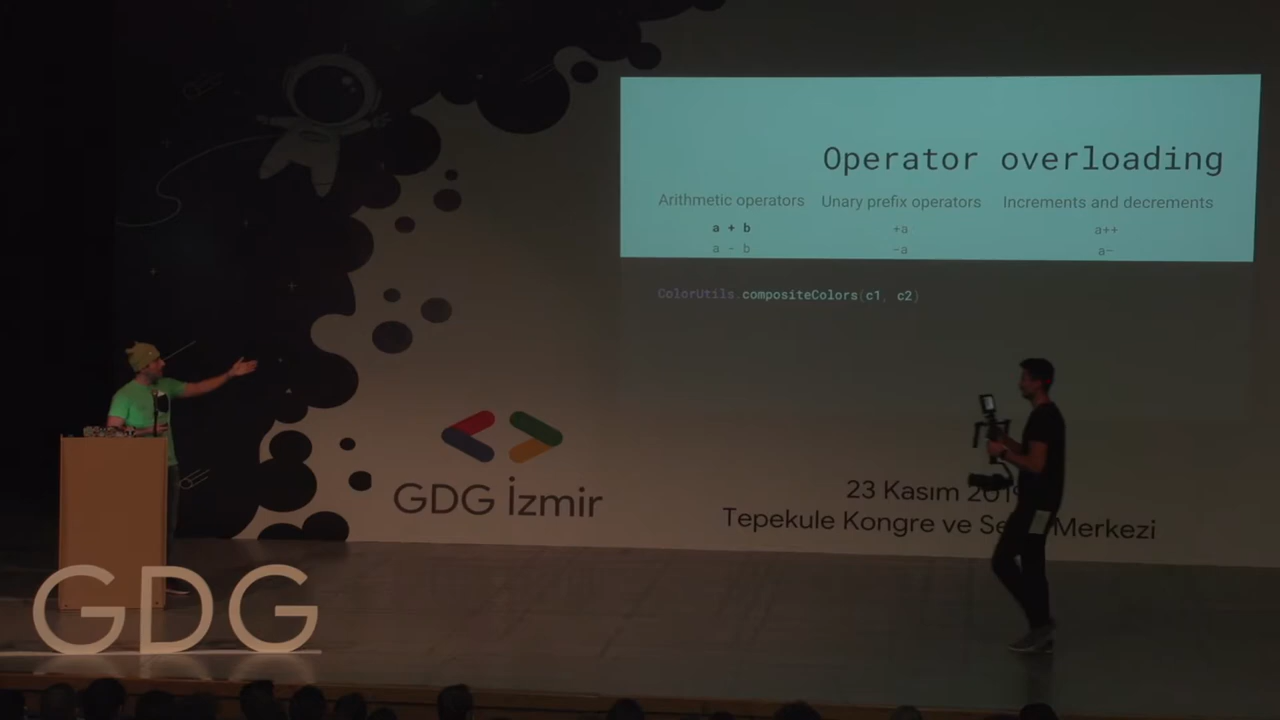 Operator overloading
Arithmetic operators Unary prefix operators Increments and decrements
a + b +a a++
a - b -a a-
ColorUtils.compositeColors(c1, c2)
GDG İzmir
23 Kasım
Tepekule Kongre ve Merkezi
GDG